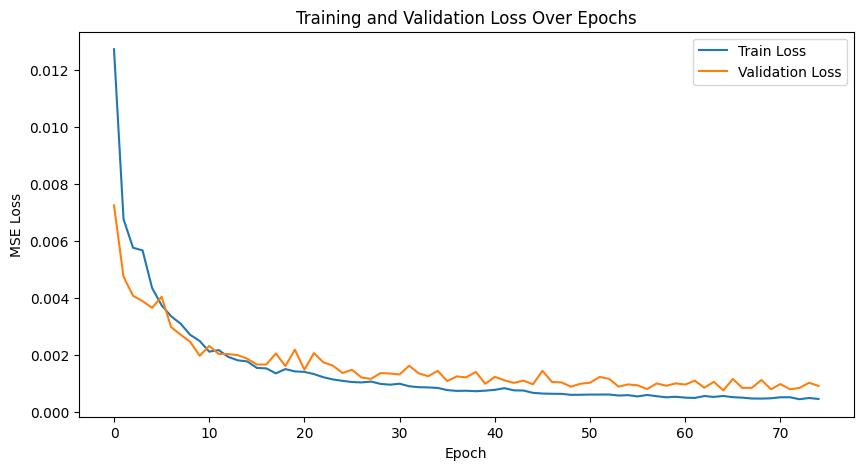 Training and Validation Loss Over Epochs
Train Loss
Validation Loss
MSE Loss
0.012
0.010
0.008
0.006
0.004
0.002
0.000
0 10 20 30 40 50 60 70
Epoch